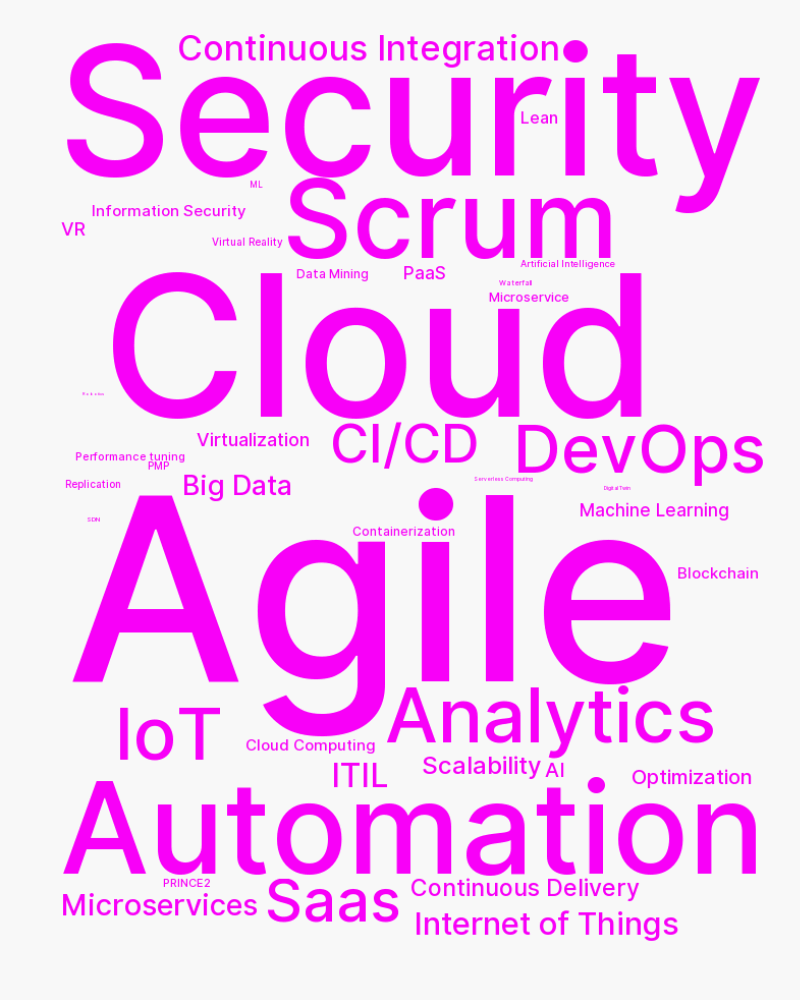 Continuous Integration
Security
Lean
ML
Scrum
Information Security
VR
Virtual Reality
Data Mining
PaaS
Artificial Intelligence
Waterfall
Microservice
Cloud
Virtualization
CI/CD
DevOps
Performance tuning
PMP
Replication
Big Data
Serverless Computing
Digital Twin
Machine Learning
SDN
Containerization
Agile
Blockchain
IoT
Analytics
Cloud Computing
ITIL
Scalability
AI
Optimization
Automation
PRINCE2
Microservices
Saas
Continuous Delivery
Internet of Things